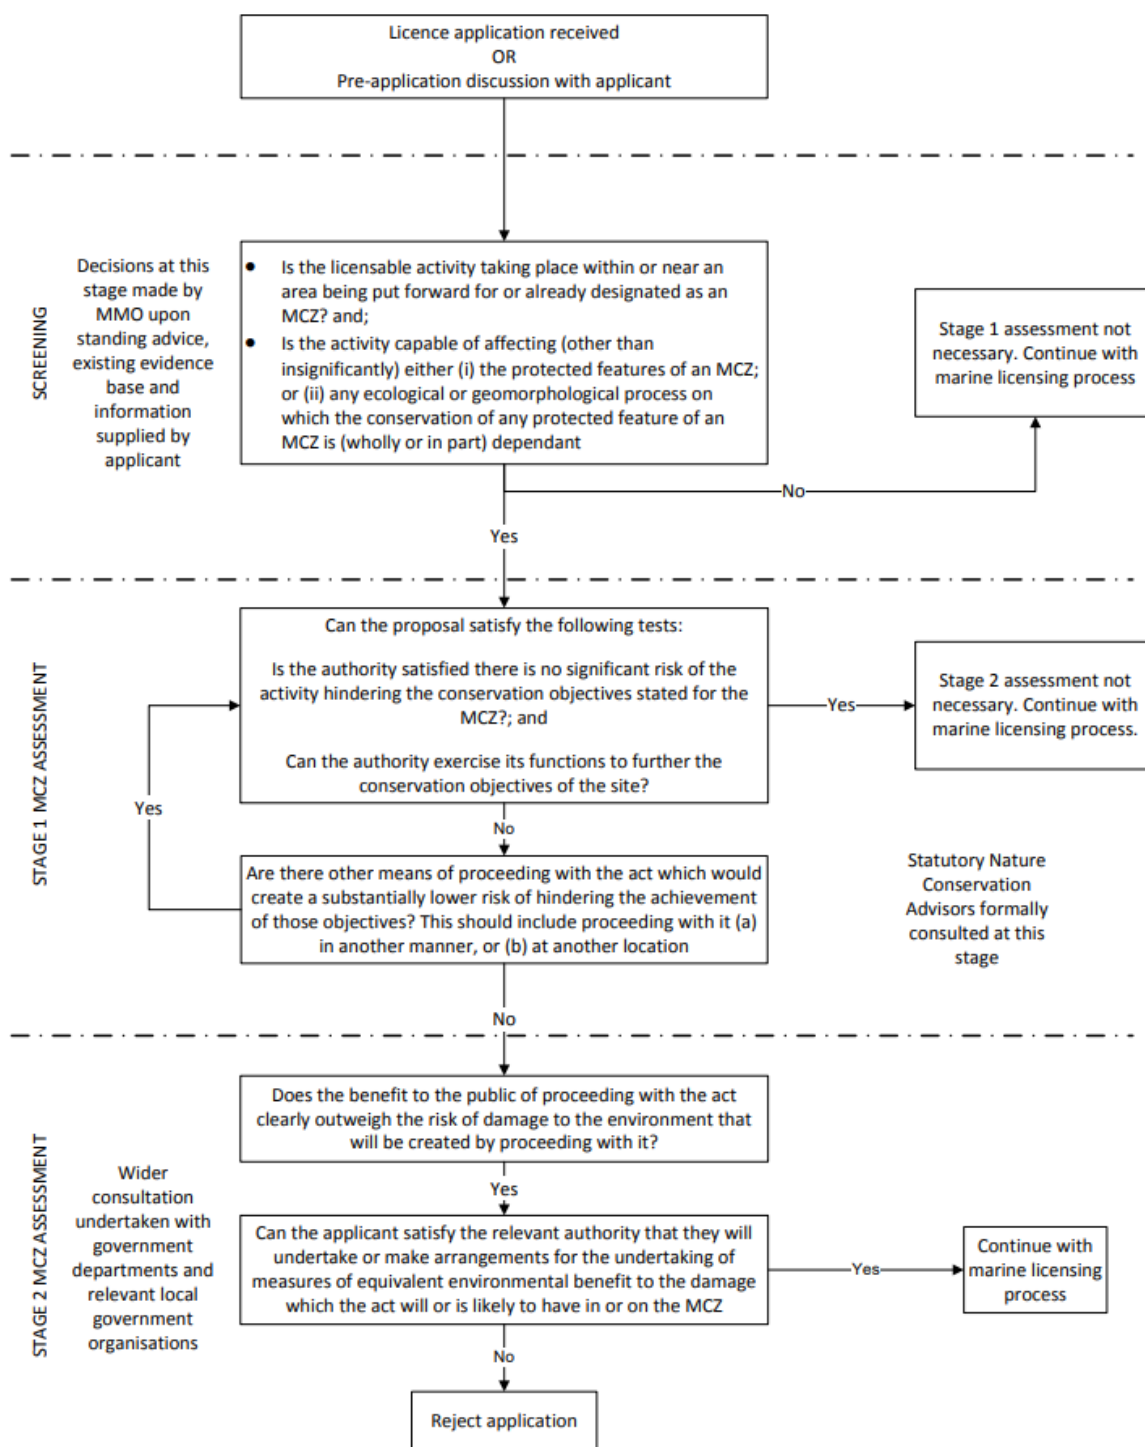 Licence application received
OR
Pre-application discussion with applicant
SCREENING
Decisions at this
stage made by
MMO upon
standing advice,
existing evidence
base and
information
supplied by
applicant
● Is the licensable activity taking place within or near an
area being put forward for or already designated as an
MCZ? and;
● Is the activity capable of affecting (other than
insignificantly) either (i) the protected features of an MCZ;
or (ii) any ecological or geomorphological process on
which the conservation of any protected feature of an
MCZ is (wholly or in part) dependant
Stage 1 assessment not
necessary. Continue with
marine licensing process
No
Yes
STAGE 1 MCZ ASSESSMENT
Can the proposal satisfy the following tests:
Is the authority satisfied there is no significant risk of the
activity hindering the conservation objectives stated for the
MCZ?; and
Can the authority exercise its functions to further the
conservation objectives of the site?
Yes
Stage 2 assessment not
necessary. Continue with
marine licensing process.
Yes
No
Are there other means of proceeding with the act which would
create a substantially lower risk of hindering the achievement
of those objectives? This should include proceeding with it (a)
in another manner, or (b) at another location
Statutory Nature
Conservation
Advisors formally
consulted at this
stage
No
STAGE 2 MCZ ASSESSMENT
Wider
consultation
undertaken with
government
departments and
relevant local
government
organisations
Does the benefit to the public of proceeding with the act
clearly outweigh the risk of damage to the environment that
will be created by proceeding with it?
Yes
Can the applicant satisfy the relevant authority that they will
undertake or make arrangements for the undertaking of
measures of equivalent environmental benefit to the damage
which the act will or is likely to have in or on the MCZ
Yes
Continue with
marine licensing
process
No
Reject application